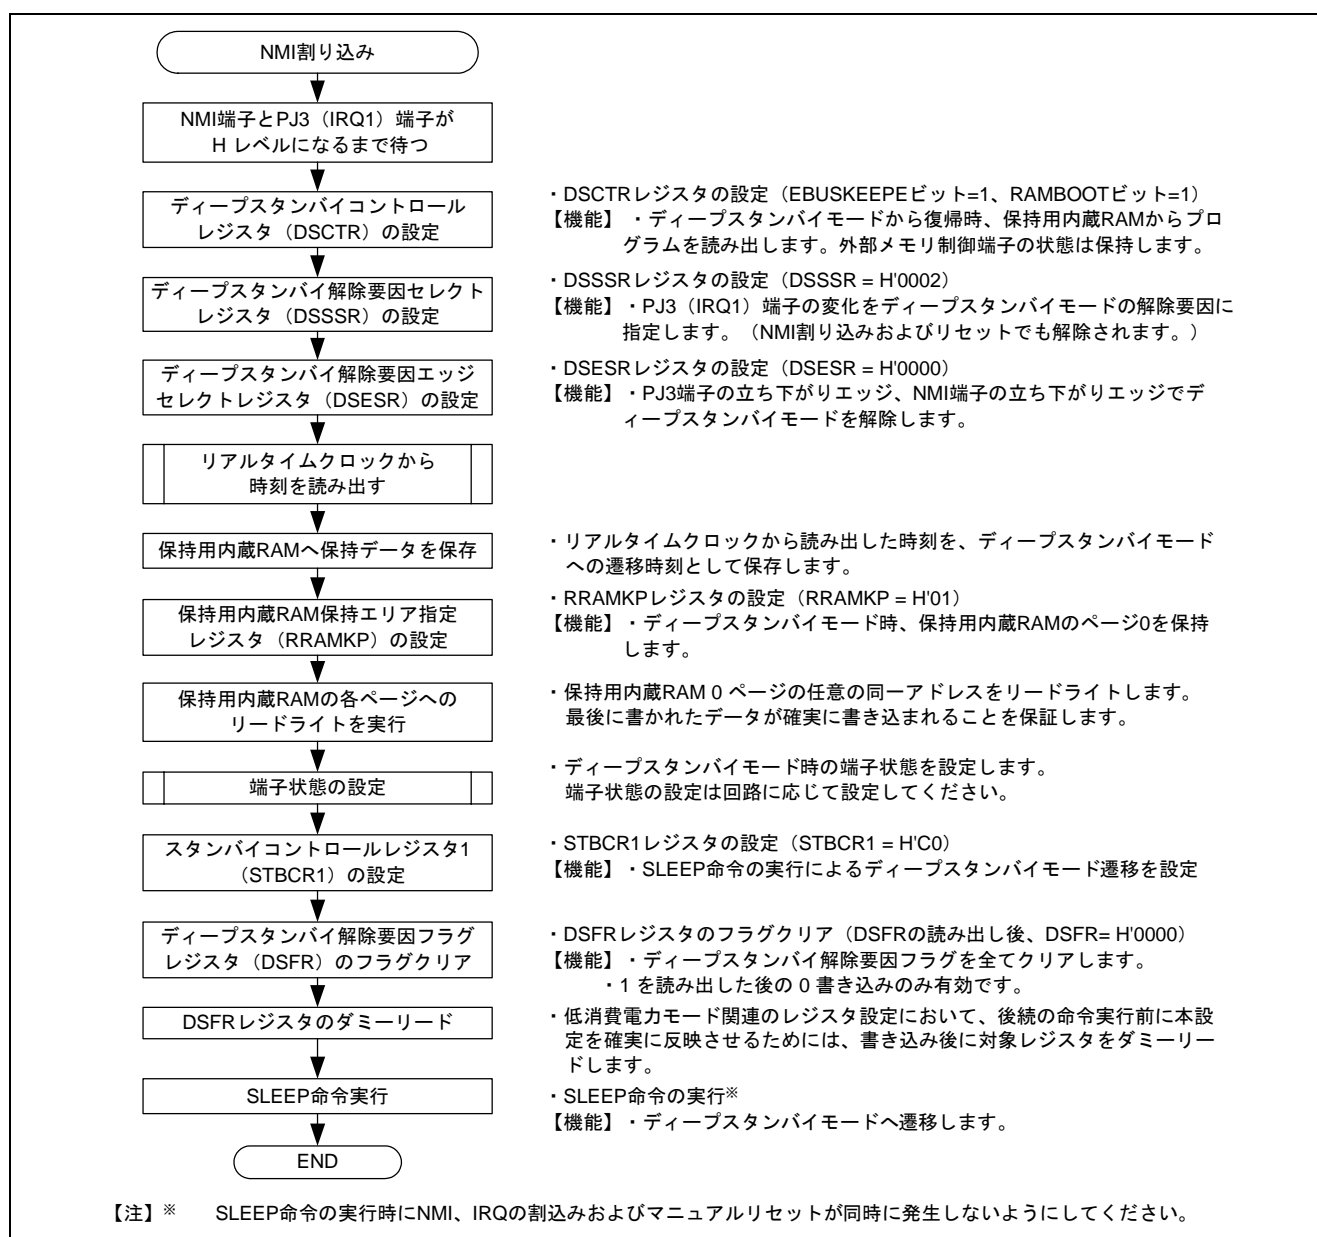 NMI割り込み
NMI端子とPJ3（IRQ1）端子が
H レベルになるまで待つ
ディープスタンバイコントロール
レジスタ（DSCTR）の設定
・DSCTRレジスタの設定（EBUSKEEPEビット=1、RAMBOOTビット=1）
【機能】 ・ディープスタンバイモードから復帰時、保持用内蔵RAMからプロ
グラムを読み出します。外部メモリ制御端子の状態は保持します。
ディープスタンバイ解除要因セレクト
レジスタ（DSSSR）の設定
・DSSSRレジスタの設定（DSSSR = H'0002）
【機能】・PJ3（IRQ1）端子の変化をディープスタンバイモードの解除要因に
指定します。（NMI割り込みおよびリセットでも解除されます。）
ディープスタンバイ解除要因エッジ
セレクトレジスタ（DSESR）の設定
・DSESRレジスタの設定（DSESR = H'0000）
【機能】・PJ3端子の立ち下がりエッジ、NMI端子の立ち下がりエッジでデ
ィープスタンバイモードを解除します。
リアルタイムクロックから
時刻を読み出す
保持用内蔵RAMへ保持データを保存
・リアルタイムクロックから読み出した時刻を、ディープスタンバイモード
への遷移時刻として保存します。
保持用内蔵RAM保持エリア指定
レジスタ（RRAMKP）の設定
・RRAMKPレジスタの設定（RRAMKP = H'01）
【機能】・ディープスタンバイモード時、保持用内蔵RAMのページ0を保持
します。
保持用内蔵RAMの各ページへの
リードライトを実行
・保持用内蔵RAM 0 ページの任意の同一アドレスをリードライトします。
最後に書かれたデータが確実に書き込まれることを保証します。
端子状態の設定
・ディープスタンバイモード時の端子状態を設定します。
端子状態の設定は回路に応じて設定してください。
スタンバイコントロールレジスタ1
（STBCR1）の設定
・STBCR1レジスタの設定（STBCR1 = H'C0）
【機能】・SLEEP命令の実行によるディープスタンバイモード遷移を設定
ディープスタンバイ解除要因フラグ
レジスタ（DSFR）のフラグクリア
・DSFRレジスタのフラグクリア（DSFRの読み出し後、DSFR= H'0000）
【機能】・ディープスタンバイ解除要因フラグを全てクリアします。
・1 を読み出した後の 0 書き込みのみ有効です。
DSFRレジスタのダミーリード
・低消費電力モード関連のレジスタ設定において、後続の命令実行前に本設
定を確実に反映させるためには、書き込み後に対象レジスタをダミーリー
ドします。
SLEEP命令実行
・SLEEP命令の実行※
【機能】・ディープスタンバイモードへ遷移します。
END
【注】※ SLEEP命令の実行時にNMI、IRQの割込みおよびマニュアルリセットが同時に発生しないようにしてください。